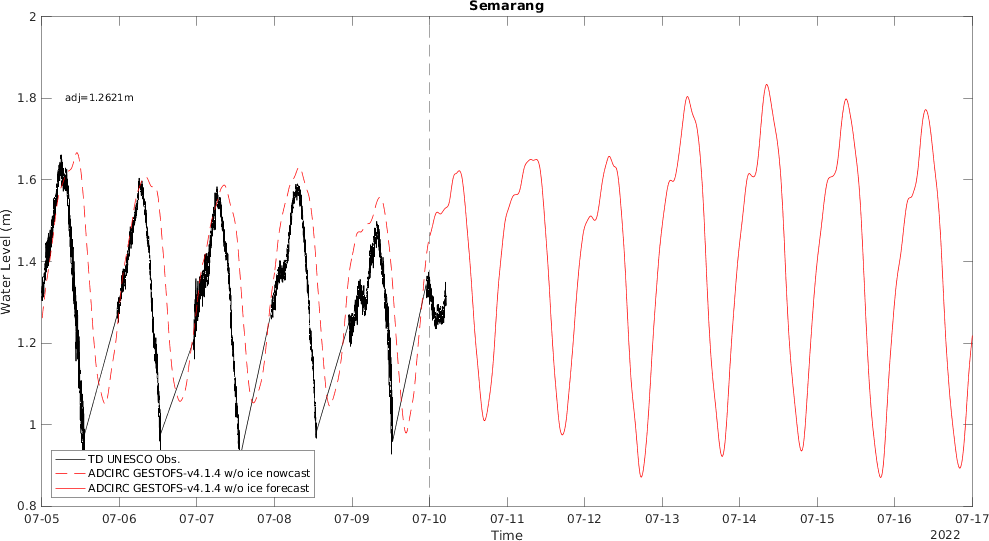 Semarang
2
1.8
1.6
1.4
1.2
1
0.8
Water Level (m)
adj=1.2621m
TD UNESCO Obs.
ADCIRC GESTOFS-v4.1.4 w/o ice nowcast
ADCIRC GESTOFS-v4.1.4 w/o ice forecast
07-05 07-06 07-07 07-08 07-09 07-10 07-11 07-12 07-13 07-14 07-15 07-16 07-17
Time
2022